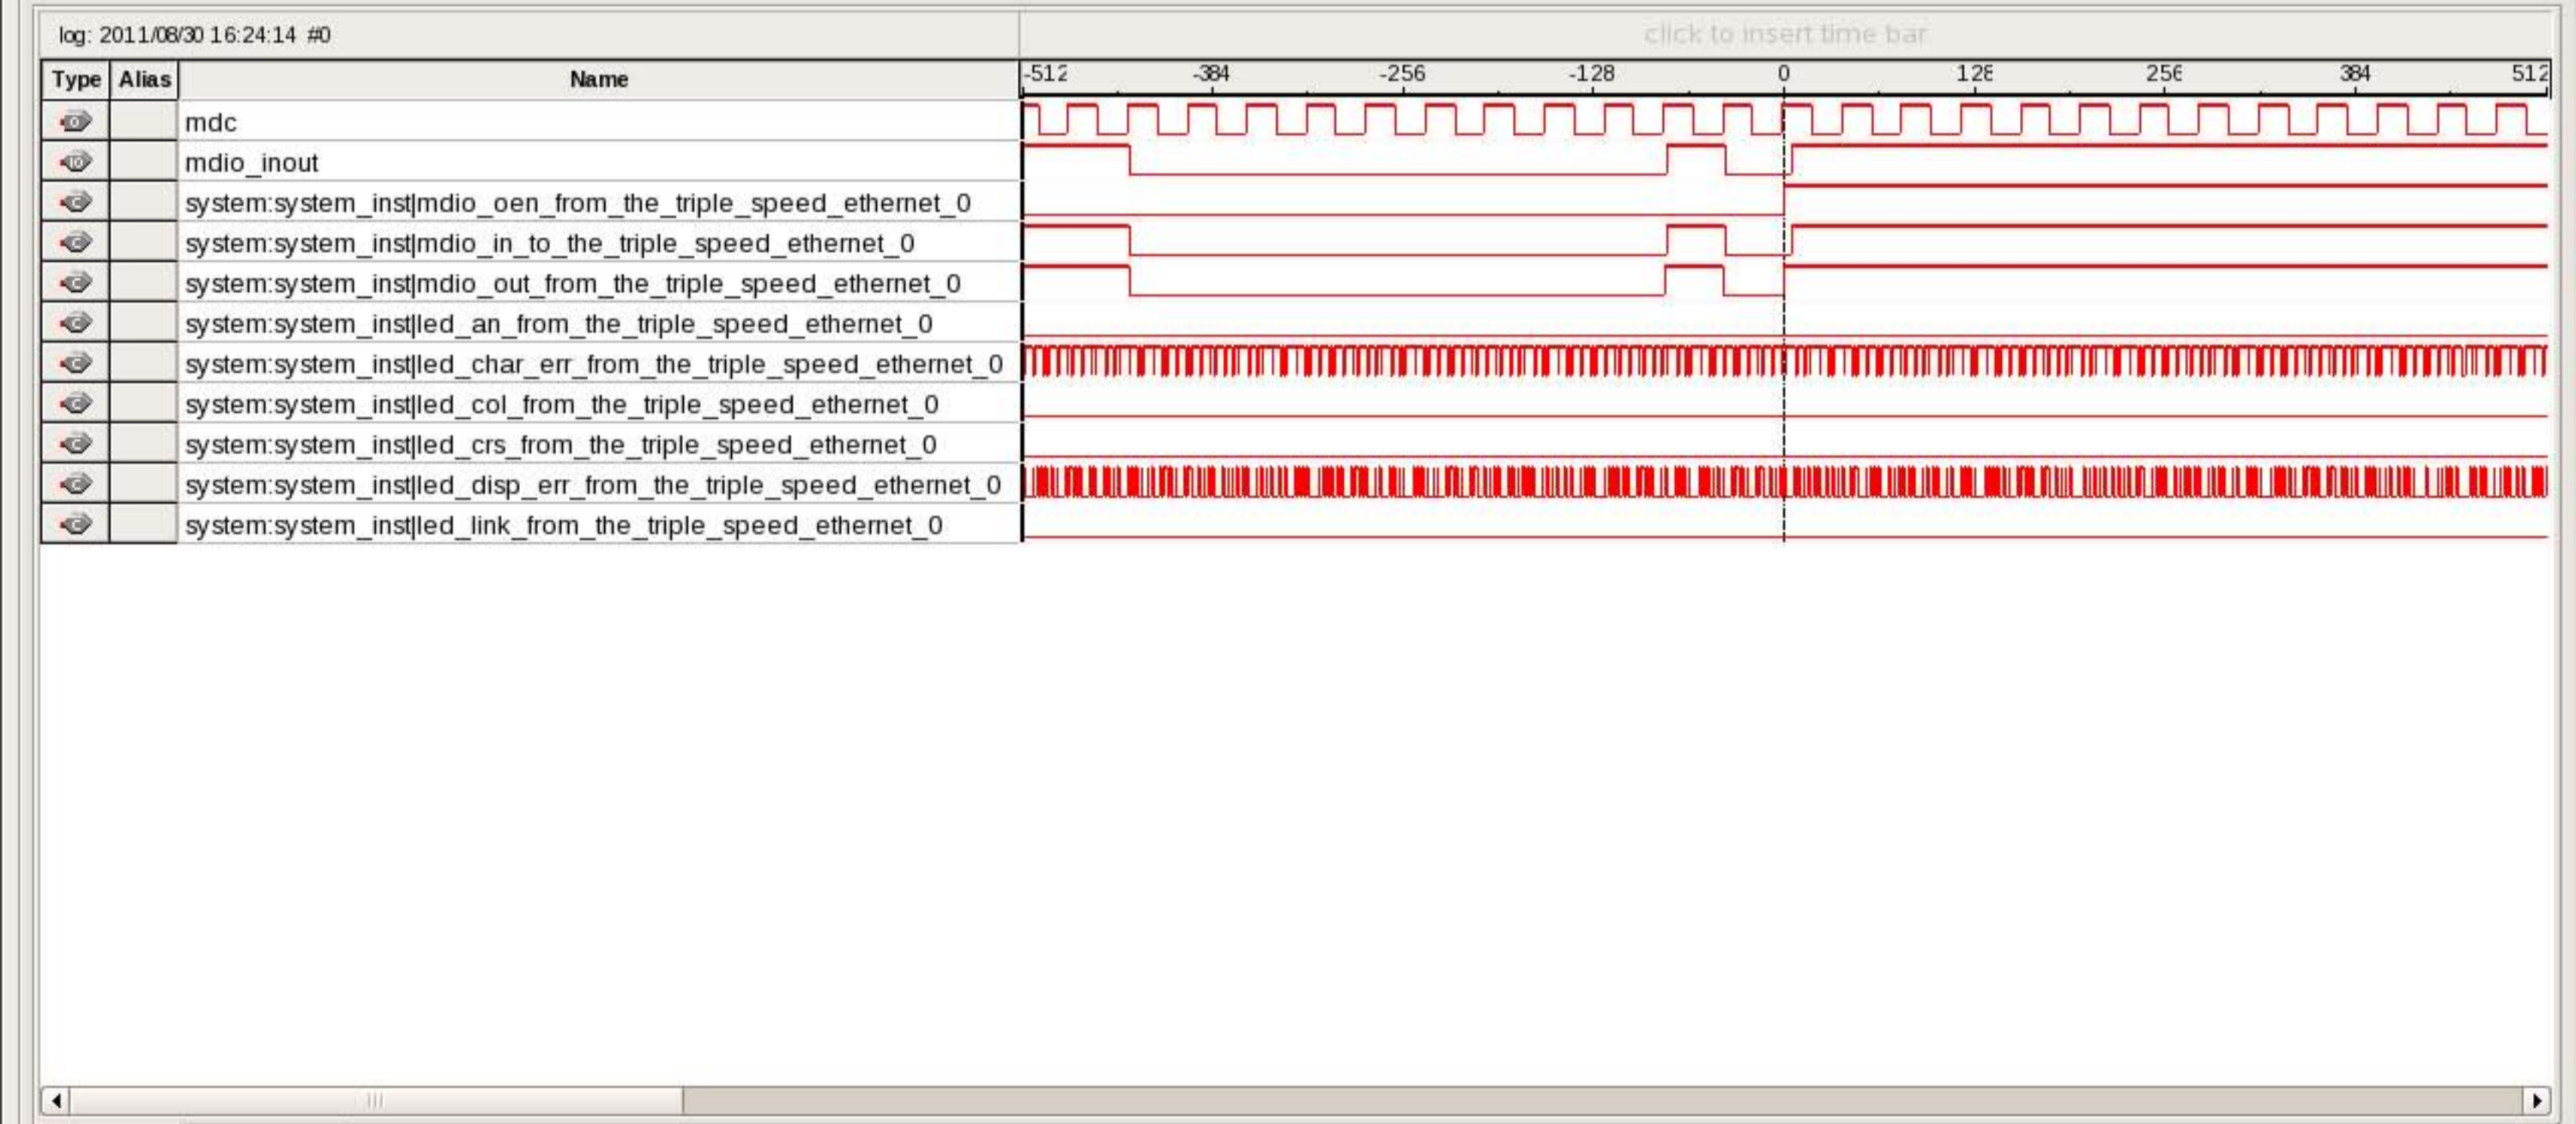 log: 2011/08/30 16:24:14 #0
click to insert time bar
Type Alias Name
-512 -384 -256 -128 0 128 256 384 512
mdc
mdio_inout
system:system_inst|mdio_oen_from_the_triple_speed_ethernet_0
system:system_inst|mdio_in_to_the_triple_speed_ethernet_0
system:system_inst|mdio_out_from_the_triple_speed_ethernet_0
system:system_inst|led_an_from_the_triple_speed_ethernet_0
system:system_inst|led_char_err_from_the_triple_speed_ethernet_0
system:system_inst|led_col_from_the_triple_speed_ethernet_0
system:system_inst|led_crs_from_the_triple_speed_ethernet_0
system:system_inst|led_disp_err_from_the_triple_speed_ethernet_0
system:system_inst|led_link_from_the_triple_speed_ethernet_0